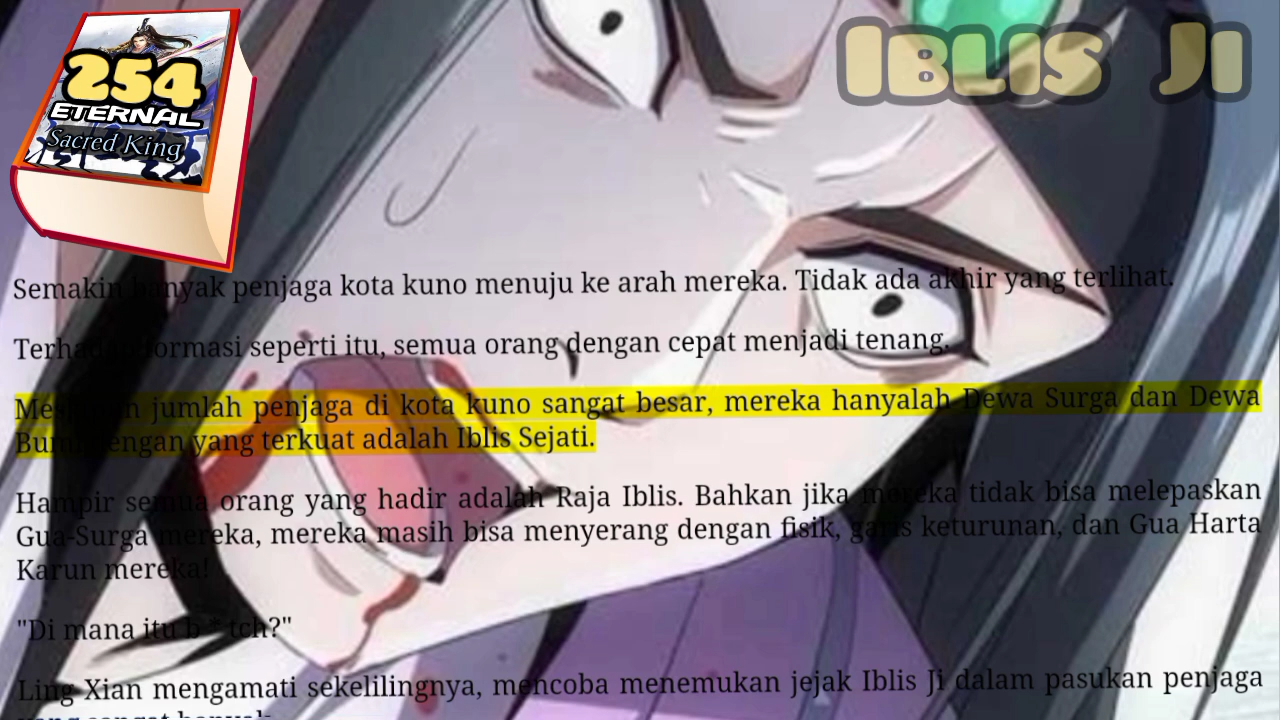 254
ETERNAL
Sacred King
IBLIS JI
Semakin banyak penjaga kota kuno menuju ke arah mereka. Tidak ada akhir yang terlihat.
Terhadap formasi seperti itu, semua orang dengan cepat menjadi tenang.
Meskipun jumlah penjaga di kota kuno sangat besar, mereka hanyalah Dewa Surga dan Dewa
Bumi dengan yang terkuat adalah Iblis Sejati.
Hampir semua orang yang hadir adalah Raja Iblis. Bahkan jika mereka tidak bisa melepaskan
Gua-Surga mereka, mereka masih bisa menyerang dengan fisik, garis keturunan, dan Gua Harta
Karun mereka!
"Di mana itu b * tch?"
Ling Xian mengamati sekelilingnya, mencoba menemukan jejak Iblis Ji dalam pasukan penjaga
yang sangat banyak.